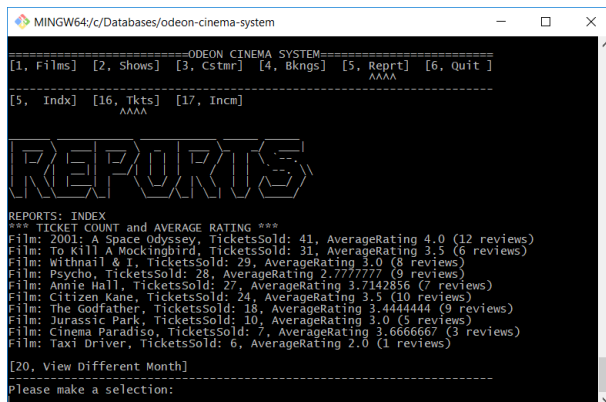 MINGW64:/c/Databases/odeon-cinema-system
=========================ODEON CINEMA SYSTEM========================
[1, Films] [2, Shows] [3, Cstmr] [4, Bkngs] [5, Reprt] [6, Quit ]
^^^^
--------------------------------------------------------------------
[5, Indx] [16, Tkts] [17, Incm]
^^^^
REPORTS
REPORTS: INDEX
*** TICKET COUNT and AVERAGE RATING ***
Film: 2001: A Space Odyssey, TicketsSold: 41, AverageRating 4.0 (12 reviews)
Film: To Kill A Mockingbird, TicketsSold: 31, AverageRating 3.5 (6 reviews)
Film: Withnail & I, TicketsSold: 29, AverageRating 3.0 (8 reviews)
Film: Psycho, TicketsSold: 28, AverageRating 2.7777777 (9 reviews)
Film: Annie Hall, TicketsSold: 27, AverageRating 3.7142856 (7 reviews)
Film: Citizen Kane, TicketsSold: 24, AverageRating 3.5 (10 reviews)
Film: The Godfather, TicketsSold: 18, AverageRating 3.4444444 (9 reviews)
Film: Jurassic Park, TicketsSold: 10, AverageRating 3.0 (5 reviews)
Film: Cinema Paradiso, TicketsSold: 7, AverageRating 3.6666667 (3 reviews)
Film: Taxi Driver, TicketsSold: 6, AverageRating 2.0 (1 reviews)
[20, View Different Month]
--------------------------------------------------------------------
Please make a selection: